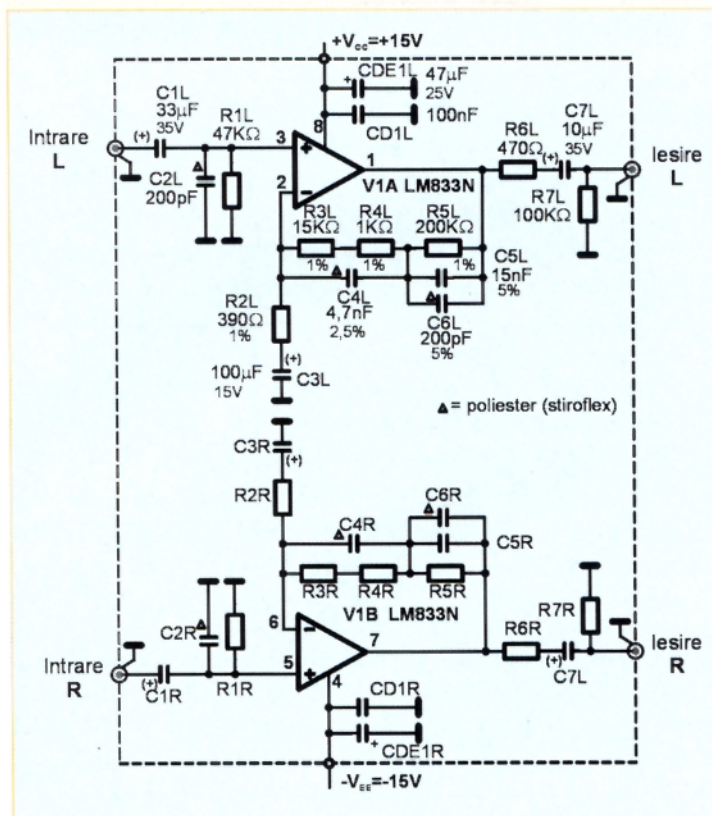 +Vcc=+15V
CDE1L
47µF
25V
CD1L
100nF
C1L
33µF
35V
R1L
47KΩ
Intrare
L
C2L
200pF
3
8
1
2
V1A LM833N
R6L
470Ω
C7L
10µF
35V
Iesire
L
R7L
100KΩ
R3L
15KΩ
1%
R4L
1KΩ
1%
R5L
200KΩ
1%
C5L
15nF
5%
C4L
4,7nF
2,5%
C6L
200pF
5%
R2L
390Ω
1%
100µF
15V
C3L
(+)
(+)
(+)
Δ = poliester (stiroflex)
C3R
(+)
R2R
C6R
C4R
C5R
R3R
R4R
R5R
V1B LM833N
6
7
5
4
C2R
R1R
Intrare
R
(+)
C1R
R6R
R7R
(+)
C7L
Iesire
R
CD1R
CDE1R
-VEE=-15V